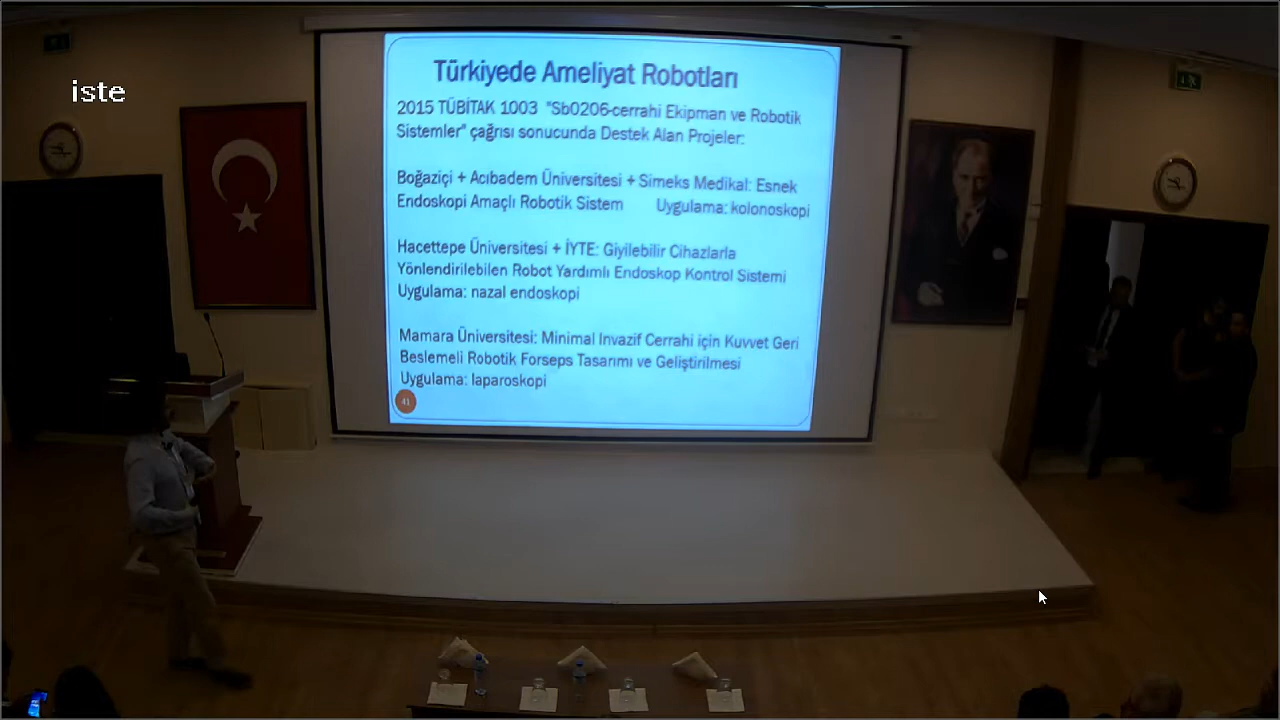 iste
Türkiyede Ameliyat Robotları
2015 TÜBİTAK 1003 "Sb0206-cerrahi Ekipman ve Robotik
Sistemler" çağrısı sonucunda Destek Alan Projeler:
Boğaziçi + Acıbadem Üniversitesi + Simeks Medikal: Esnek
Endoskopi Amaçlı Robotik Sistem Uygulama: kolonoskopi
Hacettepe Üniversitesi + İYTE: Giyilebilir Cihazlarla
Yönlendirilebilen Robot Yardımlı Endoskop Kontrol Sistemi
Uygulama: nazal endoskopi
Mamara Üniversitesi: Minimal Invazif Cerrahi için Kuvvet Geri
Beslemeli Robotik Forseps Tasarımı ve Geliştirilmesi
Uygulama: laparoskopi
41